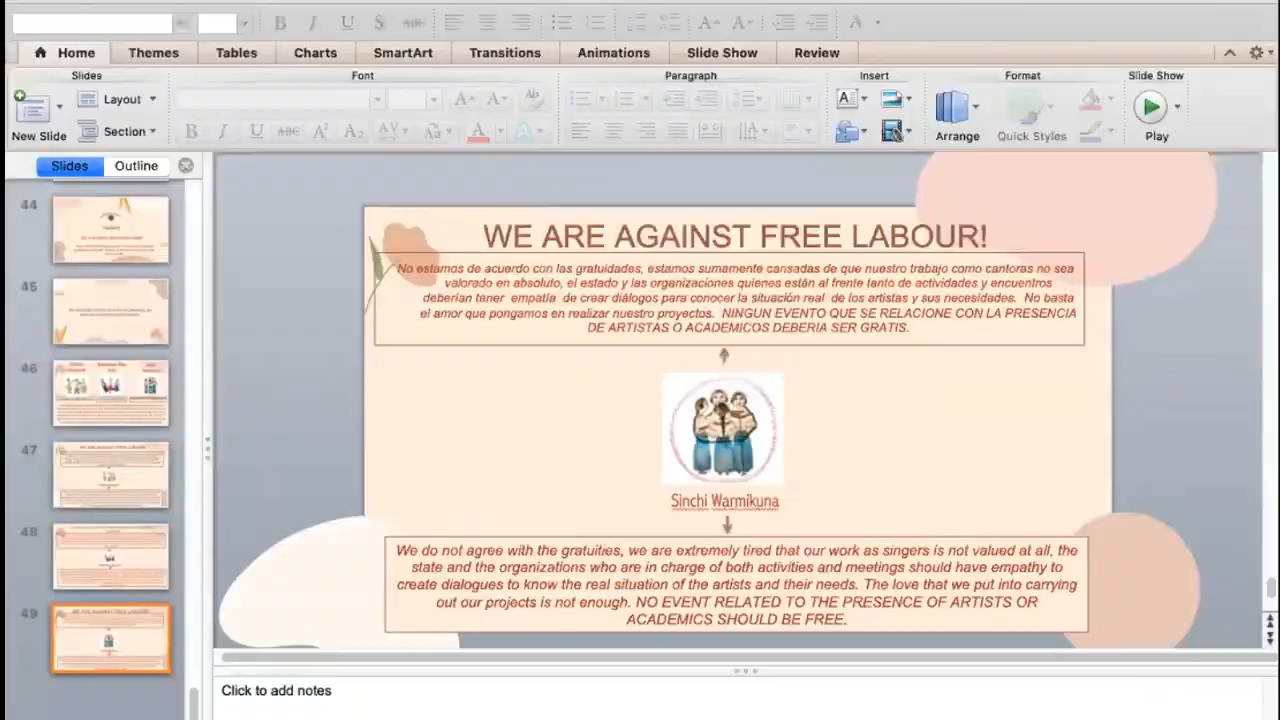 B I U S ABC A A A
Home Themes Tables Charts SmartArt Transitions Animations Slide Show Review
Slides Font Paragraph Insert Format Slide Show
Layout
Section
New Slide
B I U ABC A² A₂ AV Aa A A
Arrange Quick Styles Play
Slides Outline
44
45
46
47
48
49
WE ARE AGAINST FREE LABOUR!
No estamos de acuerdo con las gratuidades, estamos sumamente cansadas de que nuestro trabajo como cantoras no sea
valorado en absoluto, el estado y las organizaciones quienes están al frente tanto de actividades y encuentros
deberían tener empatía de crear diálogos para conocer la situación real de los artistas y sus necesidades. No basta
el amor que pongamos en realizar nuestro proyectos. NINGUN EVENTO QUE SE RELACIONE CON LA PRESENCIA
DE ARTISTAS O ACADEMICOS DEBERIA SER GRATIS.
Sinchi Warmikuna
We do not agree with the gratuities, we are extremely tired that our work as singers is not valued at all, the
state and the organizations who are in charge of both activities and meetings should have empathy to
create dialogues to know the real situation of the artists and their needs. The love that we put into carrying
out our projects is not enough. NO EVENT RELATED TO THE PRESENCE OF ARTISTS OR
ACADEMICS SHOULD BE FREE.
Click to add notes